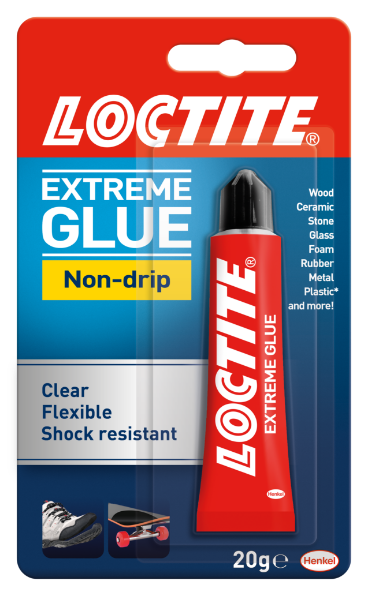 LOCTITE®
EXTREME
GLUE
Non-drip
Wood
Ceramic
Stone
Glass
Foam
Rubber
Metal
Plastic*
and more!
Clear
Flexible
Shock resistant
LOCTITE®
EXTREME GLUE
Henkel
20g℮
Henkel